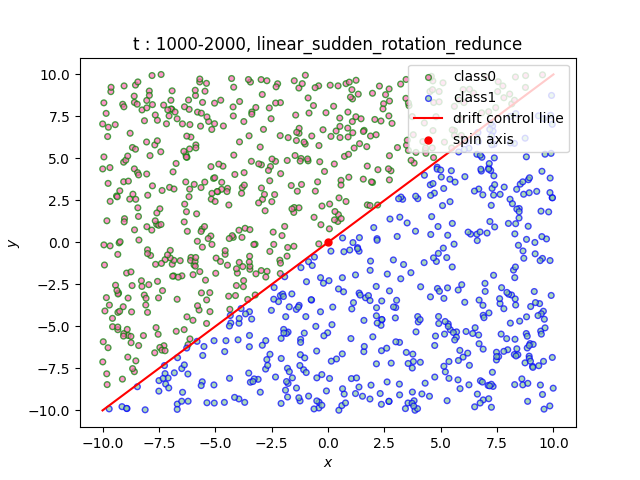 t : 1000-2000, linear_sudden_rotation_redunce
class0
class1
drift control line
spin axis
y
10.0
7.5
5.0
2.5
0.0
−2.5
−5.0
−7.5
−10.0
−10.0 −7.5 −5.0 −2.5 0.0 2.5 5.0 7.5 10.0
x